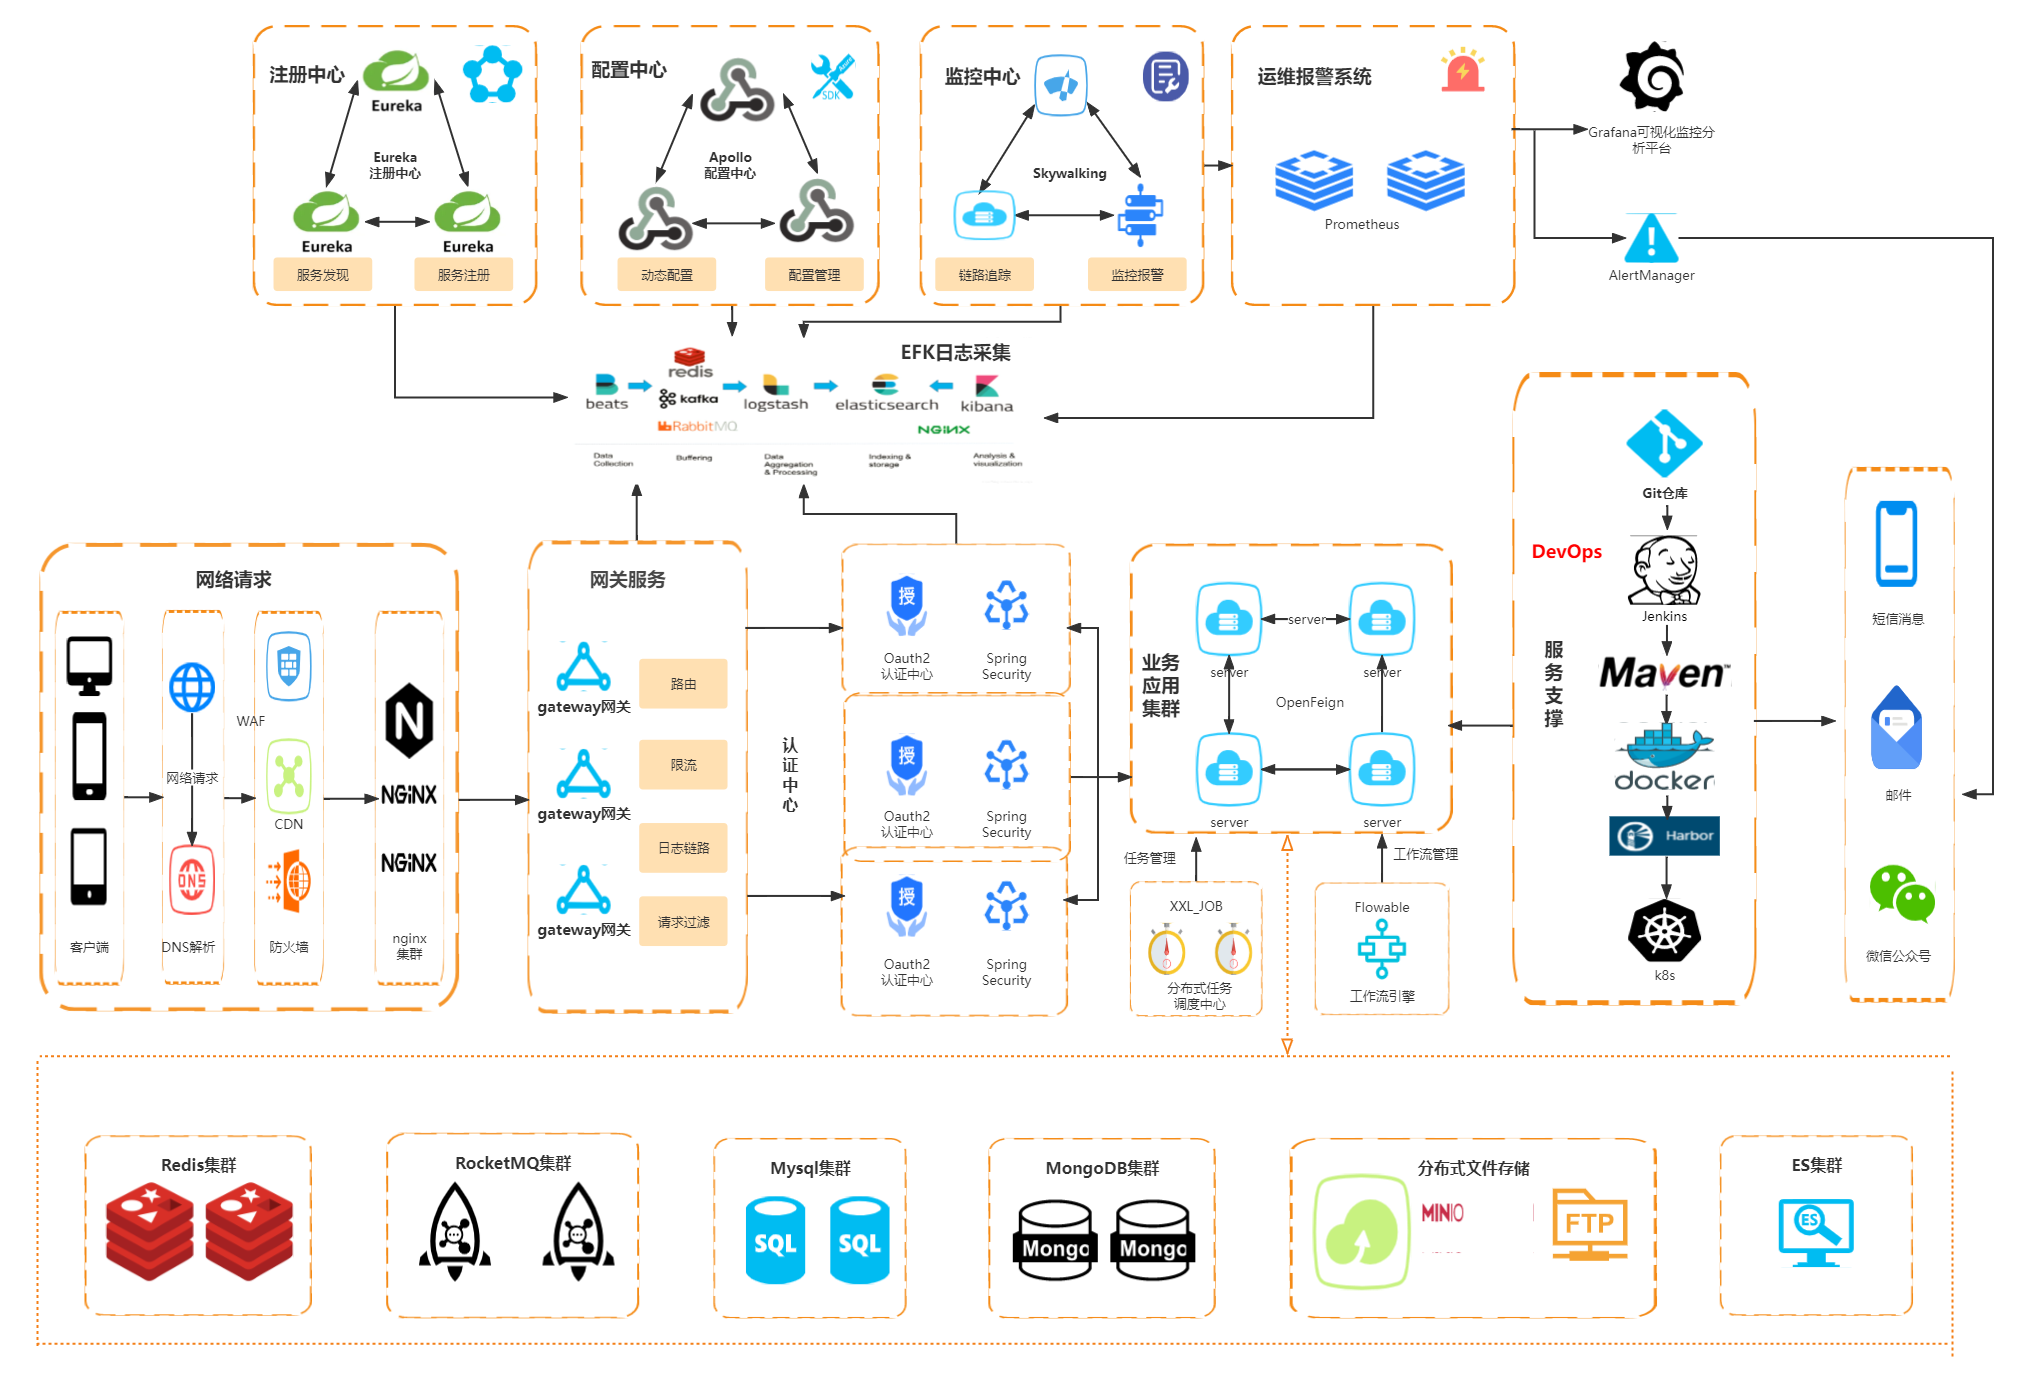 注册中心
Eureka
Eureka
注册中心
Eureka
Eureka
服务发现
服务注册
配置中心
Azure
SDK
Apollo
配置中心
动态配置
配置管理
监控中心
Skywalking
链路追踪
监控报警
运维报警系统
Prometheus
Grafana可视化监控分
析平台
AlertManager
EFK日志采集
redis
beats
kafka
logstash
elasticsearch
kibana
RabbitMQ
NGiNX
Data
Collection
Buffering
Data
Aggregation
& Processing
Indexing &
storage
Analysis &
visualization
网络请求
WAF
网络请求
CDN
DNS
NGiNX
NGiNX
客户端
DNS解析
防火墙
nginx
集群
网关服务
gateway网关
路由
gateway网关
限流
日志链路
gateway网关
请求过滤
认
证
中
心
授
Oauth2
认证中心
Spring
Security
授
Oauth2
认证中心
Spring
Security
授
Oauth2
认证中心
Spring
Security
业务
应用
集群
server
server
server
OpenFeign
server
server
任务管理
工作流管理
XXL_JOB
分布式任务
调度中心
Flowable
工作流引擎
DevOps
服
务
支
撑
Git仓库
Jenkins
Maven™
docker
Harbor
k8s
短信消息
邮件
微信公众号
Redis集群
RocketMQ集群
Mysql集群
SQL
SQL
MongoDB集群
Mongo
Mongo
分布式文件存储
MINIO
FTP
ES集群
ES